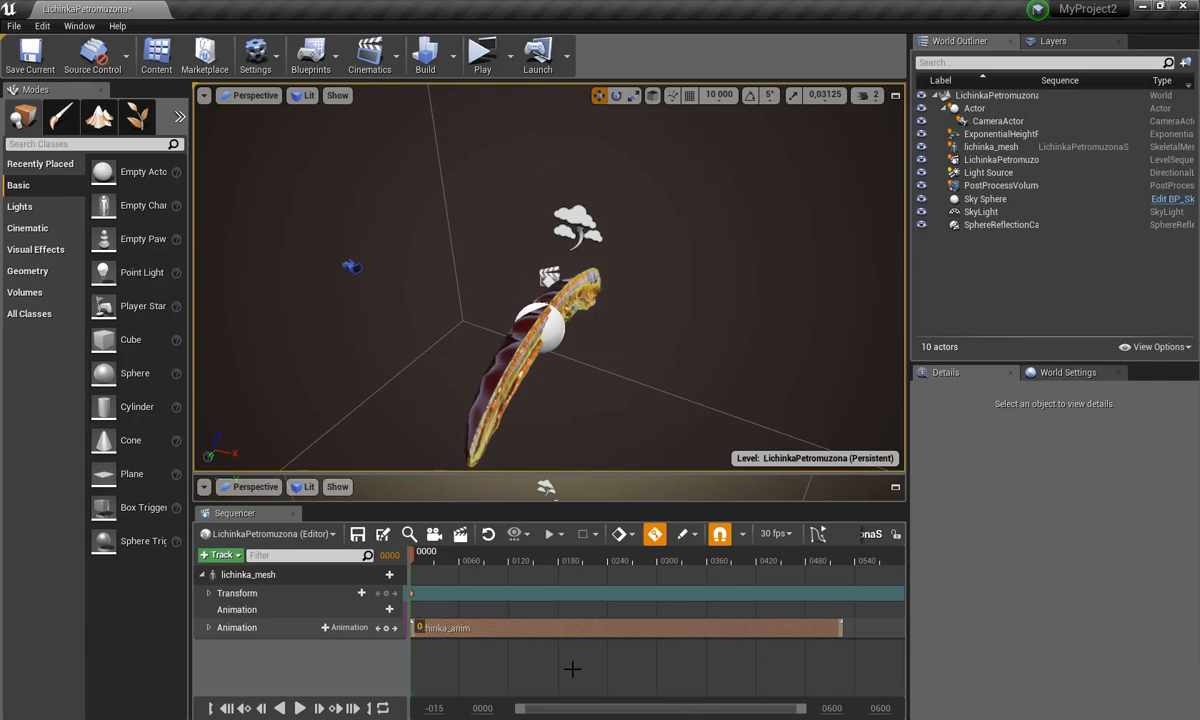 LichinkaPetromuzona*
MyProject2
File Edit Window Help
Save Current Source Control Content Marketplace Settings Blueprints Cinematics Build Play Launch
Modes
Search Classes
Recently Placed
Basic
Lights
Cinematic
Visual Effects
Geometry
Volumes
All Classes
Empty Acto
Empty Char
Empty Paw
Point Light
Player Star
Cube
Sphere
Cylinder
Cone
Plane
Box Trigger
Sphere Trig
Perspective Lit Show
10 000 5° 0,03125 2
X
Level: LichinkaPetromuzona (Persistent)
Perspective Lit Show
World Outliner Layers
Search...
Label Sequence Type
LichinkaPetromuzona World
Actor Actor
CameraActor CameraAct
ExponentialHeightF Exponentia
lichinka_mesh LichinkaPetromuzonaS SkeletalMes
LichinkaPetromuzo LevelSeque
Light Source DirectionalL
PostProcessVolum PostProces
Sky Sphere Edit BP_Sk
SkyLight SkyLight
SphereReflectionCa SphereRefle
10 actors View Options
Details World Settings
Select an object to view details.
Sequencer
LichinkaPetromuzona (Editor) 30 fps onaS
+ Track Filter 0000 0000
0060 0120 0180 0240 0300 0360 0420 0480 0540
lichinka_mesh
Transform
Animation
Animation + Animation 0 hinka_anim
-015 0000 0600 0600